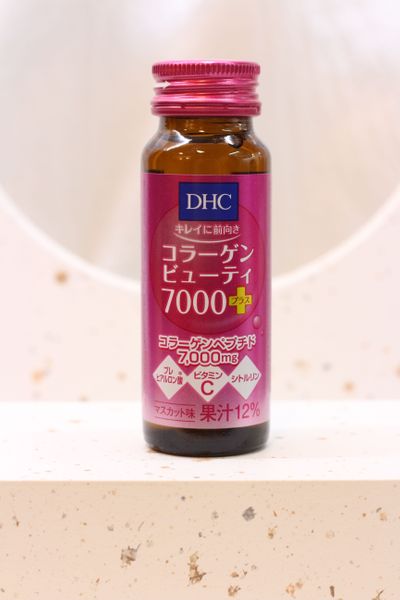 DHC
キレイに前向き
コラーゲン
ビューティ
7000
プラス
コラーゲンペプチド
7,000mg
プレ
ヒアルロン酸
ビタミン
C
シトルリン
マスカット味 果汁12%